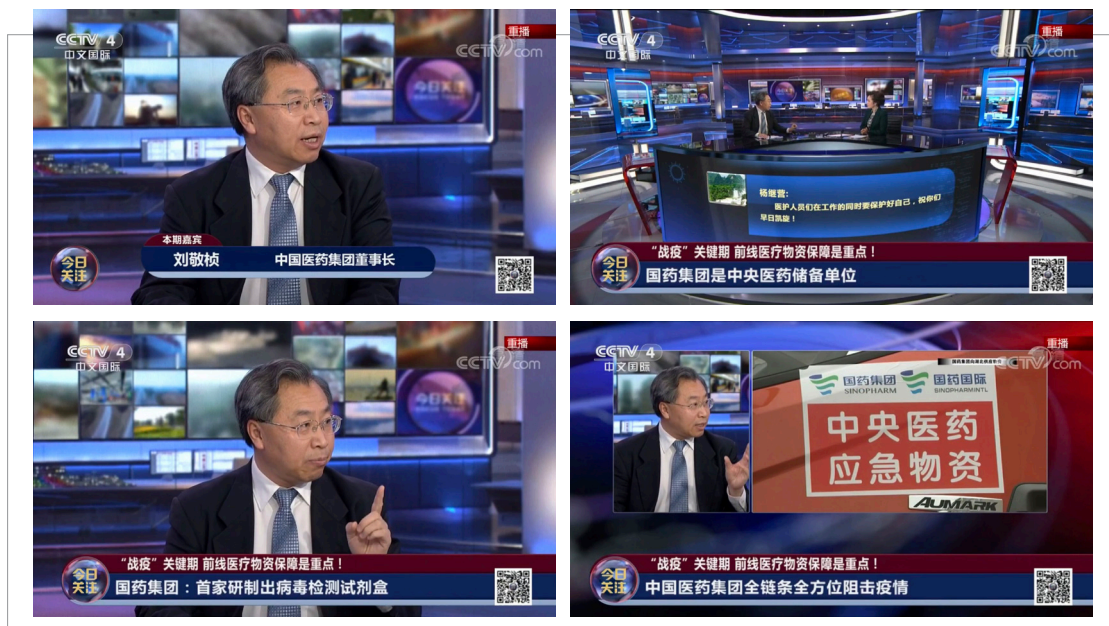 重播
CCTV 4
中文国际
CCTV.com
今日关注
本期嘉宾
刘敬桢 中国医药集团董事长
今日
关注
重播
CCTV 4
中文国际
CCTV.com
杨继营:
医护人员们在工作的同时要保护好自己，祝你们
早日凯旋！
“战疫”关键期 前线医疗物资保障是重点！
今日
关注
国药集团是中央医药储备单位
重播
CCTV 4
中文国际
CCTV.com
今日关注
“战疫”关键期 前线医疗物资保障是重点！
今日
关注
国药集团：首家研制出病毒检测试剂盒
重播
CCTV 4
中文国际
CCTV.com
国药集团 国药国际
SINOPHARM SINOPHARMINTL
中央医药
应急物资
AUMARK
“战疫”关键期 前线医疗物资保障是重点！
今日
关注
中国医药集团全链条全方位阻击疫情